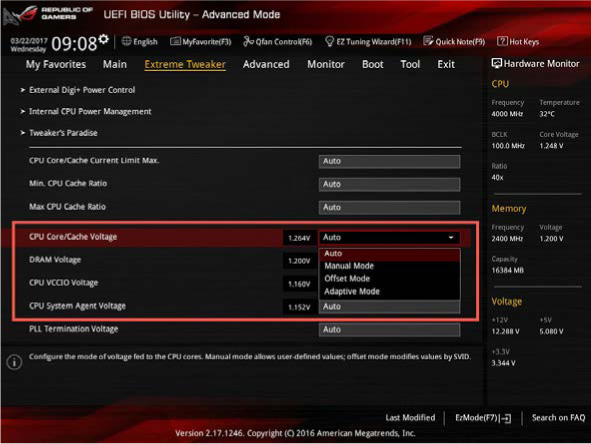 REPUBLIC OF
GAMERS
UEFI BIOS Utility – Advanced Mode
03/22/2017
Wednesday
09:08
English
MyFavorite(F3)
Qfan Control(F6)
EZ Tuning Wizard(F11)
Quick Note(F9)
Hot Keys
My Favorites Main Extreme Tweaker Advanced Monitor Boot Tool Exit
Hardware Monitor
> External Digi+ Power Control
> Internal CPU Power Management
> Tweaker's Paradise
CPU Core/Cache Current Limit Max. Auto
Min. CPU Cache Ratio Auto
Max CPU Cache Ratio Auto
CPU Core/Cache Voltage 1.264V Auto
DRAM Voltage 1.200V
CPU VCCIO Voltage 1.160V
Auto
Manual Mode
Offset Mode
Adaptive Mode
CPU System Agent Voltage 1.152V Auto
PLL Termination Voltage Auto
Configure the mode of voltage fed to the CPU cores. Manual mode allows user-defined values; offset mode modifies values by SVID.
CPU
Frequency Temperature
4000 MHz 32°C
BCLK Core Voltage
100.0 MHz 1.248 V
Ratio
40x
Memory
Frequency Voltage
2400 MHz 1.200 V
Capacity
16384 MB
Voltage
+12V +5V
12.288 V 5.080 V
+3.3V
3.344 V
Last Modified
EzMode(F7)
Search on FAQ
Version 2.17.1246. Copyright (C) 2016 American Megatrends, Inc.